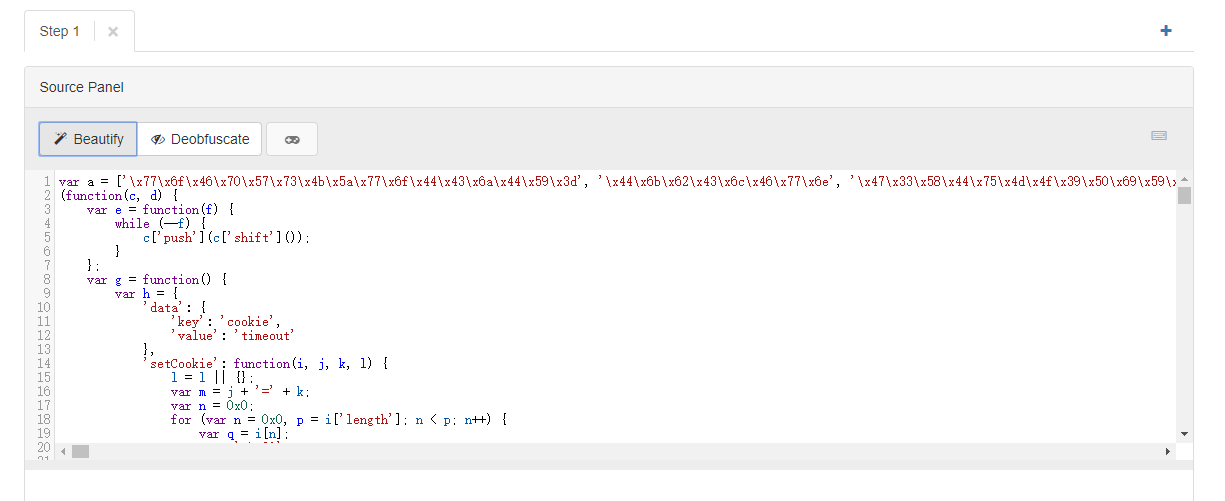 Step 1 ×
+
Source Panel
Beautify Deobfuscate
1 var a = ['\x77\x6f\x46\x70\x57\x73\x4b\x5a\x77\x6f\x44\x43\x6a\x44\x59\x3d', '\x44\x6b\x62\x43\x6c\x46\x77\x6e', '\x47\x33\x58\x44\x75\x4d\x4f\x39\x50\x69\x59\x
2 (function(c, d) {
3 var e = function(f) {
4 while (--f) {
5 c['push'](c['shift']());
6 }
7 };
8 var g = function() {
9 var h = {
10 'data': {
11 'key': 'cookie',
12 'value': 'timeout'
13 },
14 'setCookie': function(i, j, k, l) {
15 l = l || {};
16 var m = j + '=' + k;
17 var n = 0x0;
18 for (var n = 0x0, p = i['length']; n < p; n++) {
19 var q = i[n];
20
21